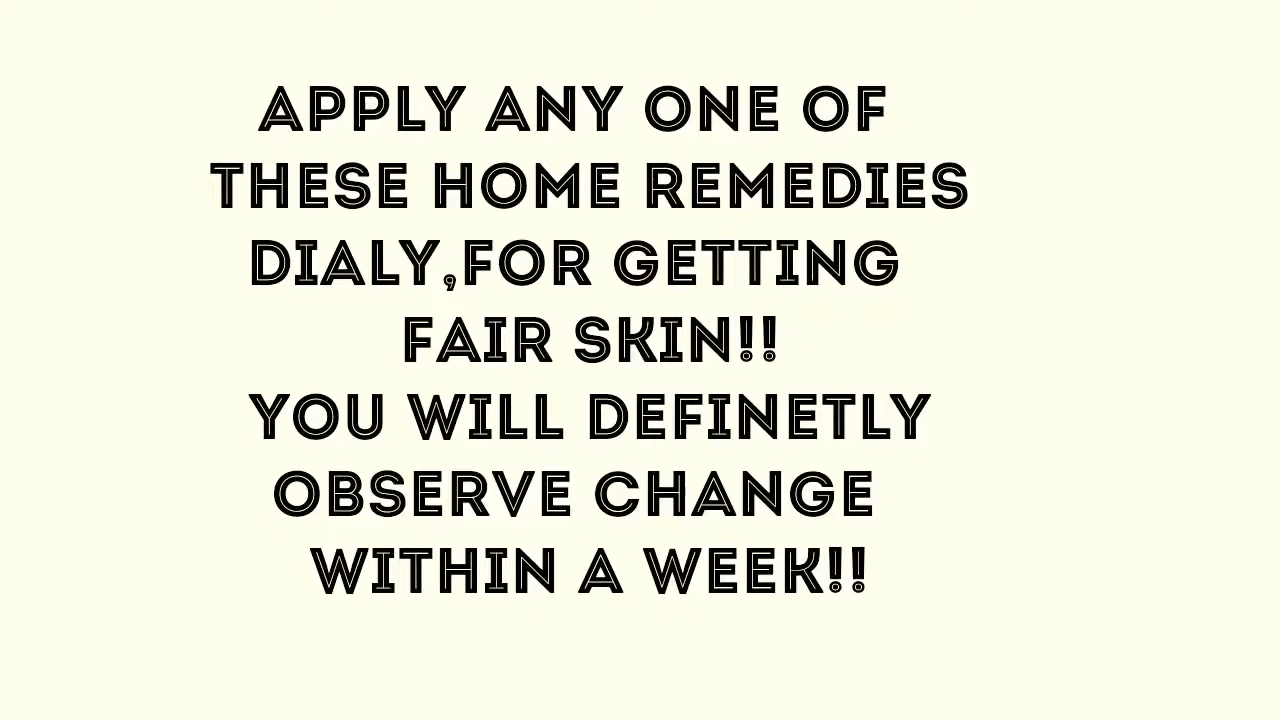 APPLY ANY ONE OF
THESE HOME REMEDIES
DIALY,FOR GETTING
FAIR SKIN!!
YOU WILL DEFINETLY
OBSERVE CHANGE
WITHIN A WEEK!!